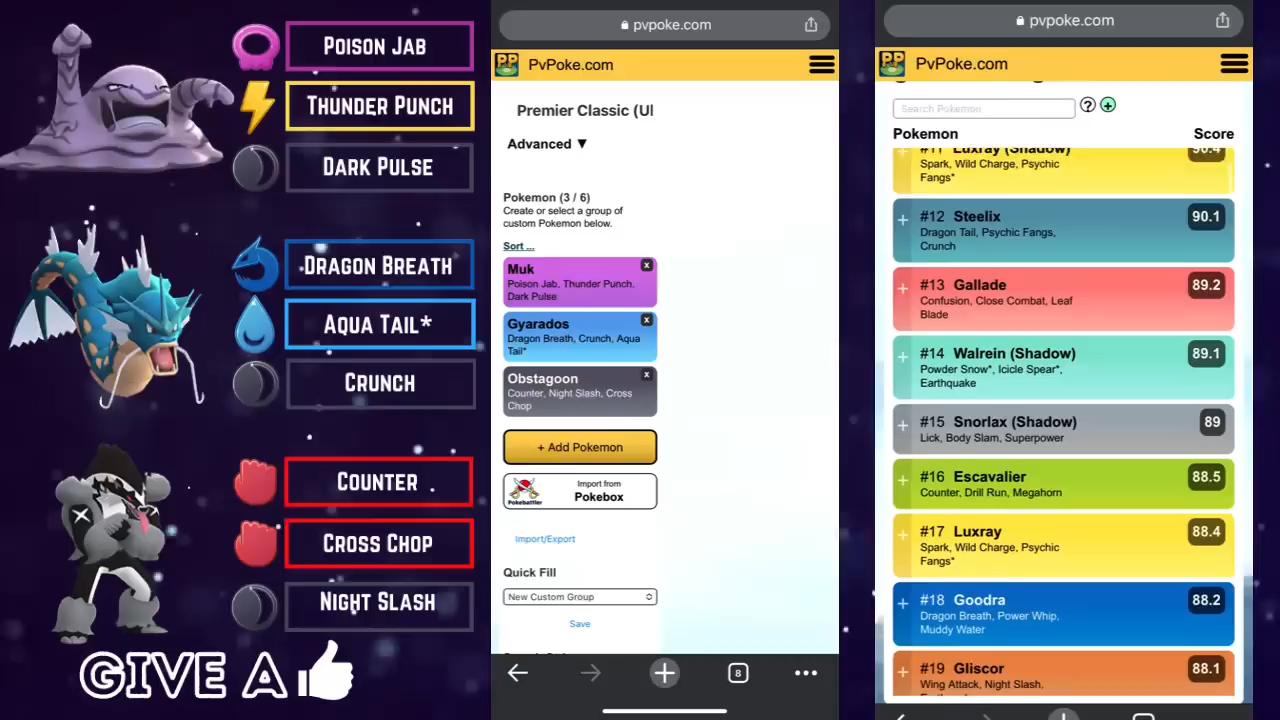 POISON JAB
THUNDER PUNCH
DARK PULSE
DRAGON BREATH
AQUA TAIL*
CRUNCH
COUNTER
CROSS CHOP
NIGHT SLASH
GIVE A
pvpoke.com
PP PvPoke.com
Premier Classic (Ul
Advanced ▼
Pokemon (3 / 6)
Create or select a group of
custom Pokemon below.
Sort ...
Muk x
Poison Jab, Thunder Punch,
Dark Pulse
Gyarados x
Dragon Breath, Crunch, Aqua
Tail*
Obstagoon x
Counter, Night Slash, Cross
Chop
+ Add Pokemon
Import from
Pokebattler Pokebox
Import/Export
Quick Fill
New Custom Group
Save
8
pvpoke.com
PP PvPoke.com
Search Pokemon ? +
Pokemon Score
#11 Luxray (Shadow) 90.4
Spark, Wild Charge, Psychic
Fangs*
+ #12 Steelix 90.1
Dragon Tail, Psychic Fangs,
Crunch
+ #13 Gallade 89.2
Confusion, Close Combat, Leaf
Blade
+ #14 Walrein (Shadow) 89.1
Powder Snow*, Icicle Spear*,
Earthquake
+ #15 Snorlax (Shadow) 89
Lick, Body Slam, Superpower
+ #16 Escavalier 88.5
Counter, Drill Run, Megahorn
+ #17 Luxray 88.4
Spark, Wild Charge, Psychic
Fangs*
+ #18 Goodra 88.2
Dragon Breath, Power Whip,
Muddy Water
+ #19 Gliscor 88.1
Wing Attack, Night Slash,